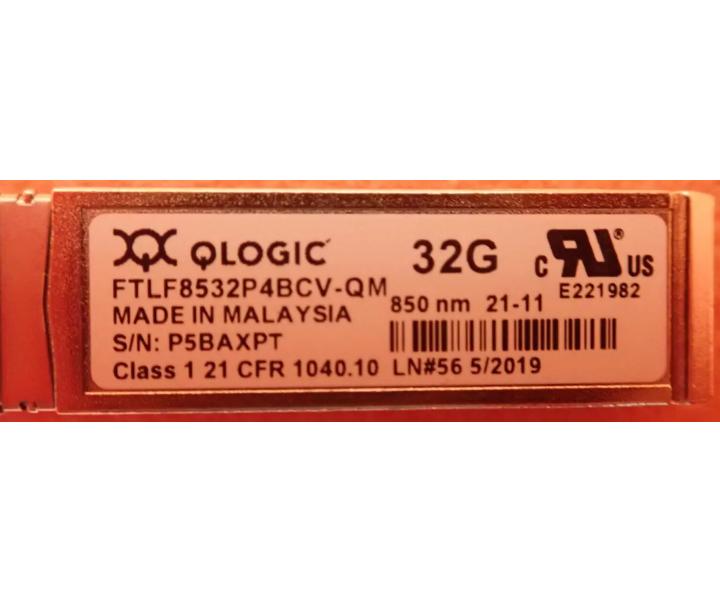 QLOGIC 32G
c RU® US
FTLF8532P4BCV-QM E221982
850 nm 21-11
MADE IN MALAYSIA
S/N: P5BAXPT
Class 1 21 CFR 1040.10 LN#56 5/2019